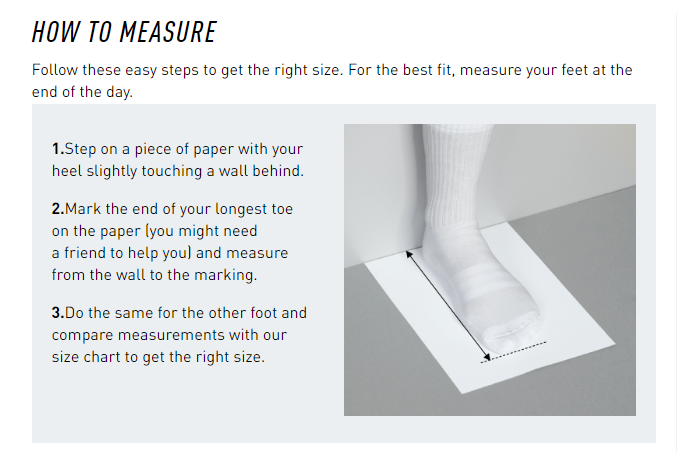 HOW TO MEASURE
Follow these easy steps to get the right size. For the best fit, measure your feet at the
end of the day.
1.Step on a piece of paper with your
heel slightly touching a wall behind.
2.Mark the end of your longest toe
on the paper (you might need
a friend to help you) and measure
from the wall to the marking.
3.Do the same for the other foot and
compare measurements with our
size chart to get the right size.